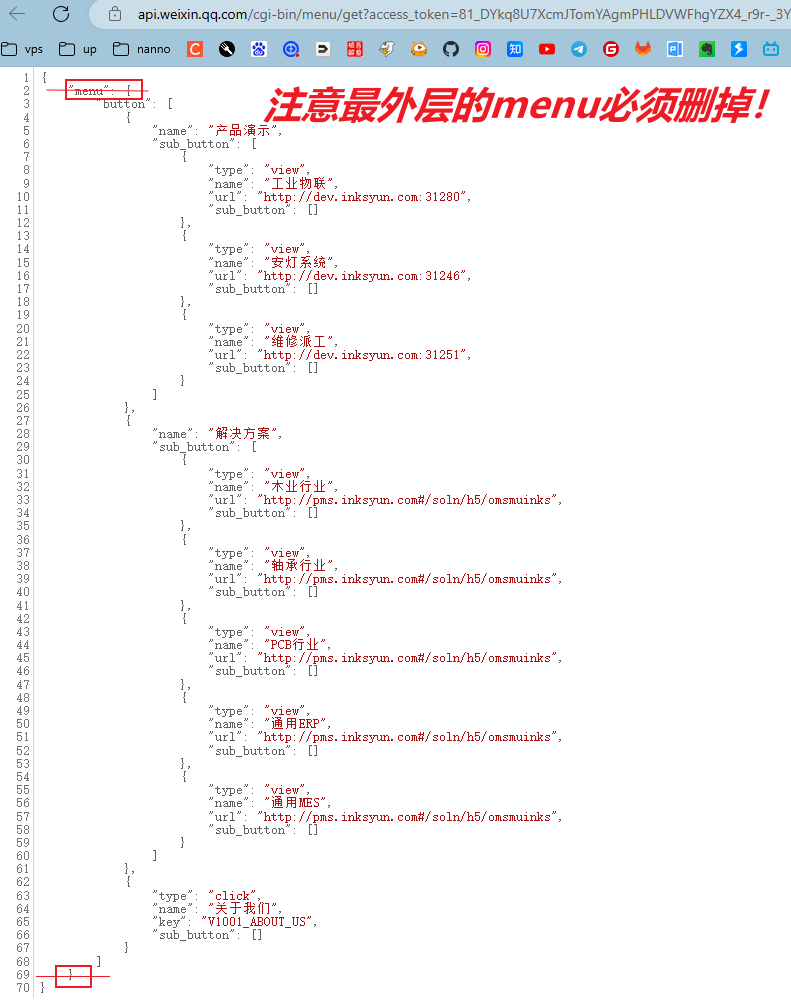 api.weixin.qq.com/cgi-bin/menu/get?access_token=81_DYkq8U7XcmJTomYAgmPHLDVWFhgYZX4_r9r-_3Y
vps up nanno
注意最外层的menu必须删掉!
1 {
2 "menu": {
3 "button": [
4 {
5 "name": "产品演示",
6 "sub_button": [
7 {
8 "type": "view",
9 "name": "工业物联",
10 "url": "http://dev.inksyun.com:31280",
11 "sub_button": []
12 },
13 {
14 "type": "view",
15 "name": "安灯系统",
16 "url": "http://dev.inksyun.com:31246",
17 "sub_button": []
18 },
19 {
20 "type": "view",
21 "name": "维修派工",
22 "url": "http://dev.inksyun.com:31251",
23 "sub_button": []
24 }
25 ]
26 },
27 {
28 "name": "解决方案",
29 "sub_button": [
30 {
31 "type": "view",
32 "name": "木业行业",
33 "url": "http://pms.inksyun.com#/soln/h5/omsmuinks",
34 "sub_button": []
35 },
36 {
37 "type": "view",
38 "name": "轴承行业",
39 "url": "http://pms.inksyun.com#/soln/h5/omsmuinks",
40 "sub_button": []
41 },
42 {
43 "type": "view",
44 "name": "PCB行业",
45 "url": "http://pms.inksyun.com#/soln/h5/omsmuinks",
46 "sub_button": []
47 },
48 {
49 "type": "view",
50 "name": "通用ERP",
51 "url": "http://pms.inksyun.com#/soln/h5/omsmuinks",
52 "sub_button": []
53 },
54 {
55 "type": "view",
56 "name": "通用MES",
57 "url": "http://pms.inksyun.com#/soln/h5/omsmuinks",
58 "sub_button": []
59 }
60 ]
61 },
62 {
63 "type": "click",
64 "name": "关于我们",
65 "key": "V1001_ABOUT_US",
66 "sub_button": []
67 }
68 ]
69 }
70 }